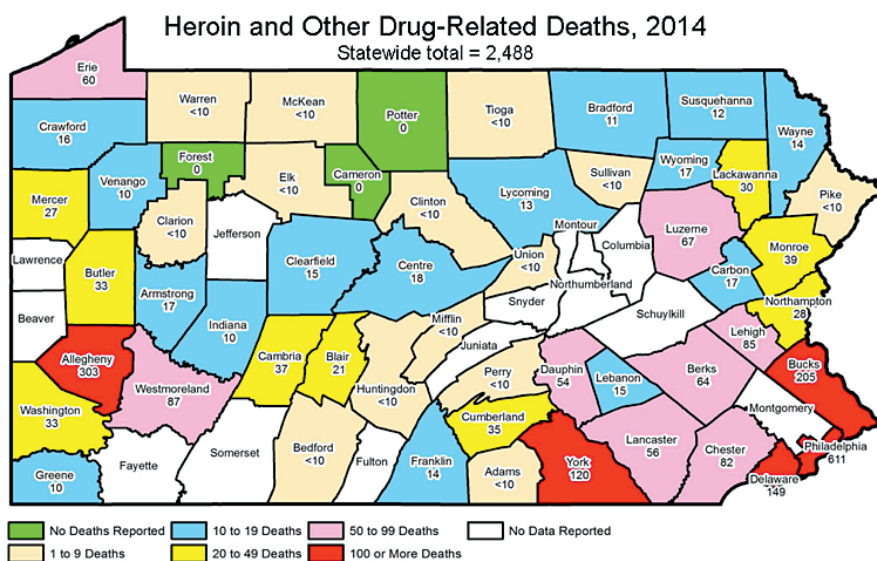 Heroin and Other Drug-Related Deaths, 2014
Statewide total = 2,488
Erie
60
Warren
<10
McKean
<10
Potter
0
Tioga
<10
Bradford
11
Susquehanna
12
Wayne
14
Crawford
16
Forest
0
Elk
<10
Cameron
0
Clinton
<10
Lycoming
13
Sullivan
<10
Wyoming
17
Lackawanna
30
Pike
<10
Mercer
27
Venango
10
Clarion
<10
Jefferson
Clearfield
15
Centre
18
Union
<10
Montour
Columbia
Luzerne
67
Monroe
39
Carbon
17
Northampton
28
Lawrence
Butler
33
Armstrong
17
Indiana
10
Snyder
Northumberland
Schuylkill
Lehigh
85
Beaver
Allegheny
303
Westmoreland
87
Cambria
37
Blair
21
Mifflin
<10
Juniata
Huntingdon
<10
Perry
<10
Dauphin
54
Lebanon
15
Berks
64
Bucks
205
Montgomery
Philadelphia
611
Washington
33
Greene
10
Fayette
Somerset
Bedford
<10
Fulton
Franklin
14
Cumberland
35
Adams
<10
York
120
Lancaster
56
Chester
82
Delaware
149
No Deaths Reported
10 to 19 Deaths
50 to 99 Deaths
No Data Reported
1 to 9 Deaths
20 to 49 Deaths
100 or More Deaths